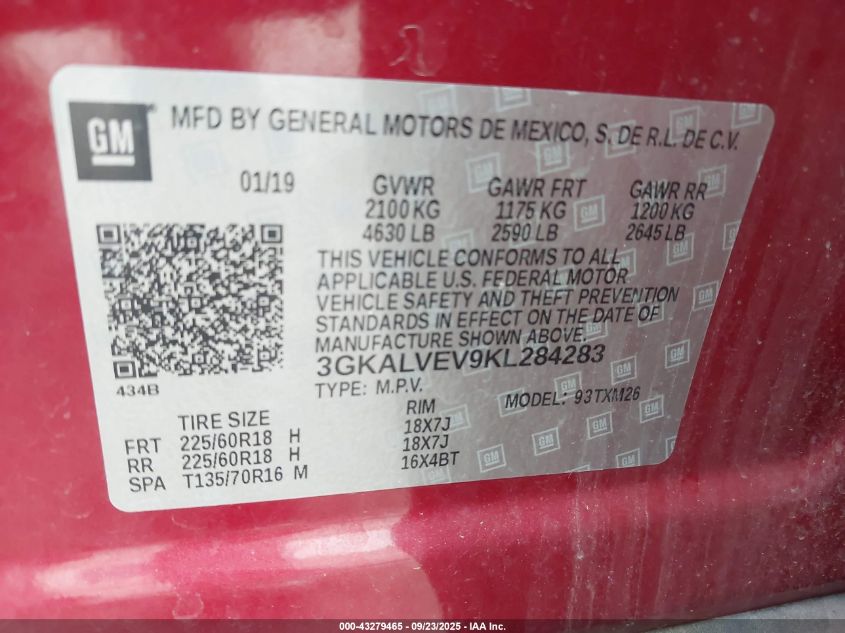 GM MFD BY GENERAL MOTORS DE MEXICO, S. DE R.L. DE C.V.
01/19 GVWR GAWR FRT GAWR RR
2100 KG 1175 KG 1200 KG
4630 LB 2590 LB 2645 LB
THIS VEHICLE CONFORMS TO ALL
APPLICABLE U.S. FEDERAL MOTOR
VEHICLE SAFETY AND THEFT PREVENTION
STANDARDS IN EFFECT ON THE DATE OF
MANUFACTURE SHOWN ABOVE.
3GKALVEV9KL284283
434B TYPE: M.P.V. MODEL: 93TXM26
TIRE SIZE RIM
FRT 225/60R18 H 18X7J
RR 225/60R18 H 18X7J
SPA T135/70R16 M 16X4BT
000-43279465 - 09/23/2025 - IAA Inc.